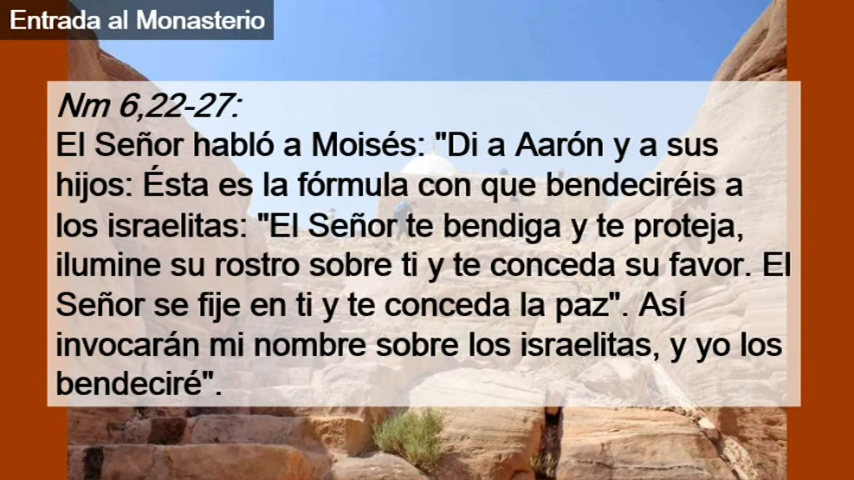 Entrada al Monasterio
Nm 6,22-27:
El Señor habló a Moisés: "Di a Aarón y a sus
hijos: Ésta es la fórmula con que bendeciréis a
los israelitas: "El Señor te bendiga y te proteja,
ilumine su rostro sobre ti y te conceda su favor. El
Señor se fije en ti y te conceda la paz". Así
invocarán mi nombre sobre los israelitas, y yo los
bendeciré".